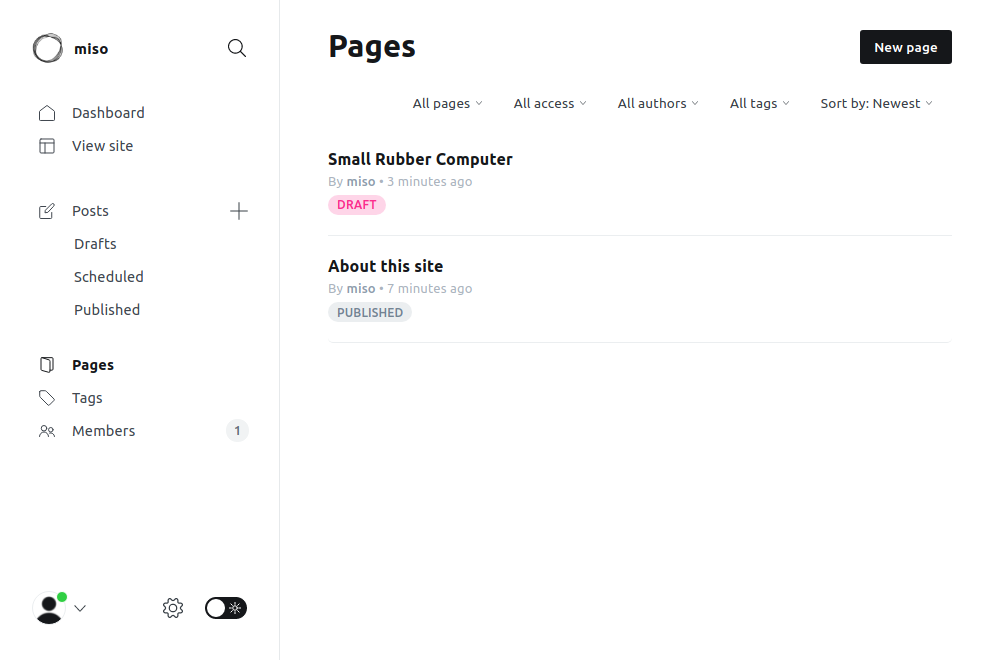 miso
Dashboard
View site
Posts
Drafts
Scheduled
Published
Pages
Tags
Members 1
Pages
New page
All pages All access All authors All tags Sort by: Newest
Small Rubber Computer
By miso • 3 minutes ago
DRAFT
About this site
By miso • 7 minutes ago
PUBLISHED